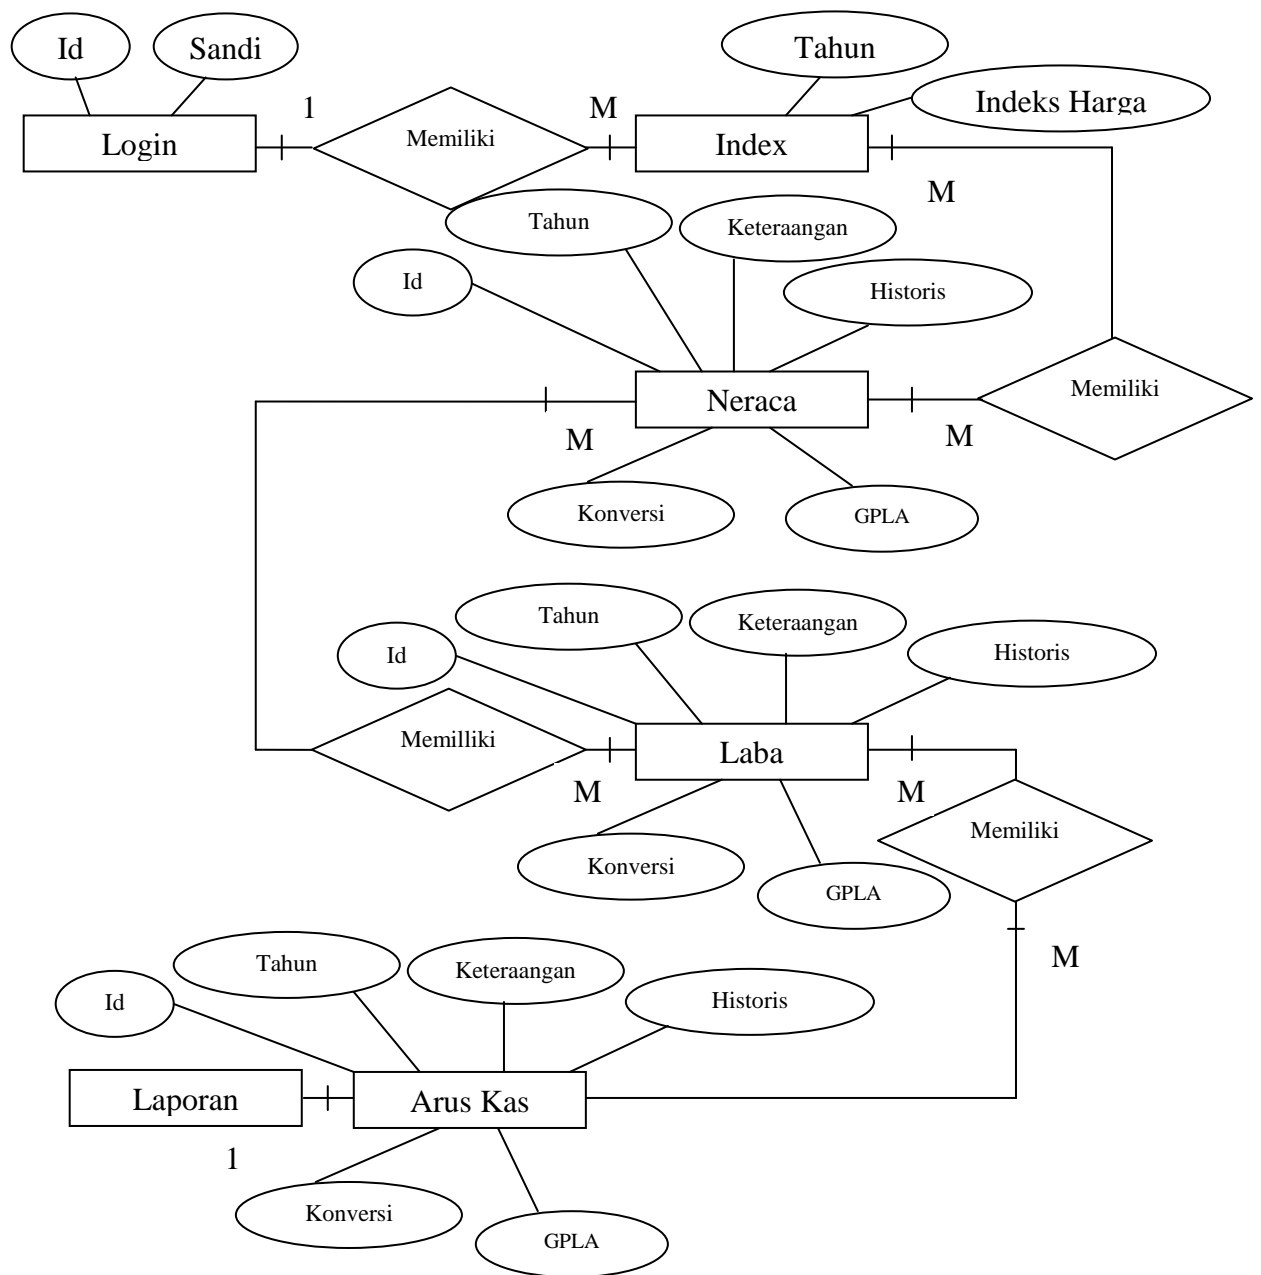 Id
Sandi
Tahun
Indeks Harga
1
M
Login
Memiliki
Index
M
Tahun
Keteraangan
Id
Historis
Neraca
Memiliki
M
M
Konversi
GPLA
Tahun
Keteraangan
Id
Historis
Memilliki
Laba
M
M
Memiliki
Konversi
GPLA
Tahun
Keteraangan
M
Id
Historis
Laporan
Arus Kas
1
Konversi
GPLA